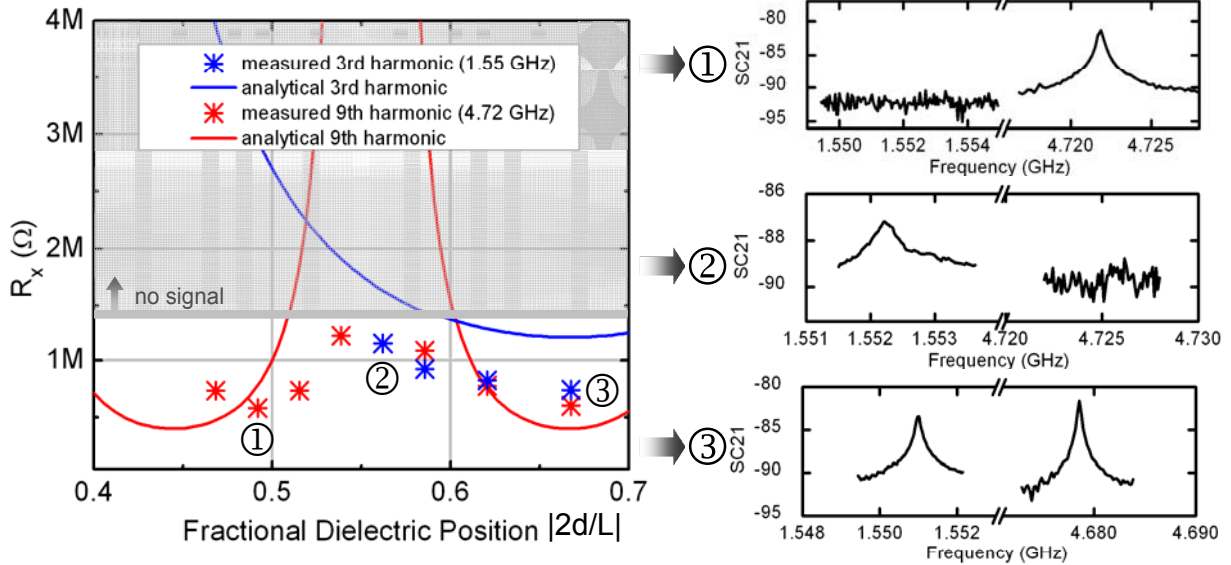 4M
3M
2M
1M
R_x (Ω)
measured 3rd harmonic (1.55 GHz)
analytical 3rd harmonic
measured 9th harmonic (4.72 GHz)
analytical 9th harmonic
no signal
①
②
③
0.4 0.5 0.6 0.7
Fractional Dielectric Position |2d/L|
①
SC21
-80
-85
-90
-95
1.550 1.552 1.554 4.720 4.725
Frequency (GHz)
②
SC21
-86
-88
-90
1.551 1.552 1.553 4.720 4.725 4.730
Frequency (GHz)
③
SC21
-80
-85
-90
-95
1.548 1.550 1.552 4.680 4.690
Frequency (GHz)